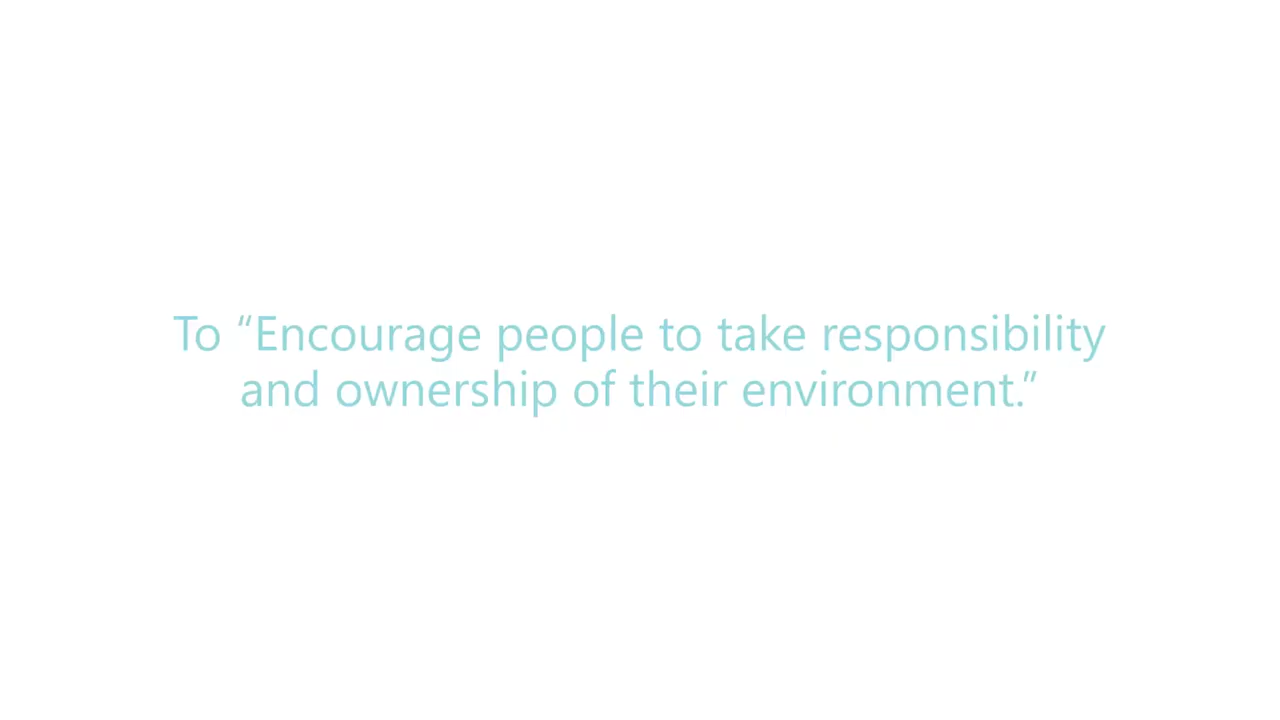 To “Encourage people to take responsibility
and ownership of their environment.”